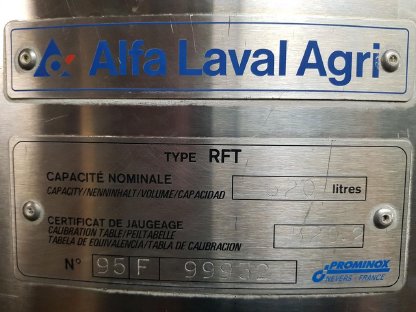 Alfa Laval Agri
TYPE RFT
CAPACITÉ NOMINALE
CAPACITY/NENNINHALT/VOLUME/CAPACIDAD
litres
CERTIFICAT DE JAUGEAGE
CALIBRATION TABLE/PEILTABELLE
TABELA DE EQUIVALENCIA/TABLA DE CALIBRACION
N° 95F
PROMINOX
NEVERS - FRANCE